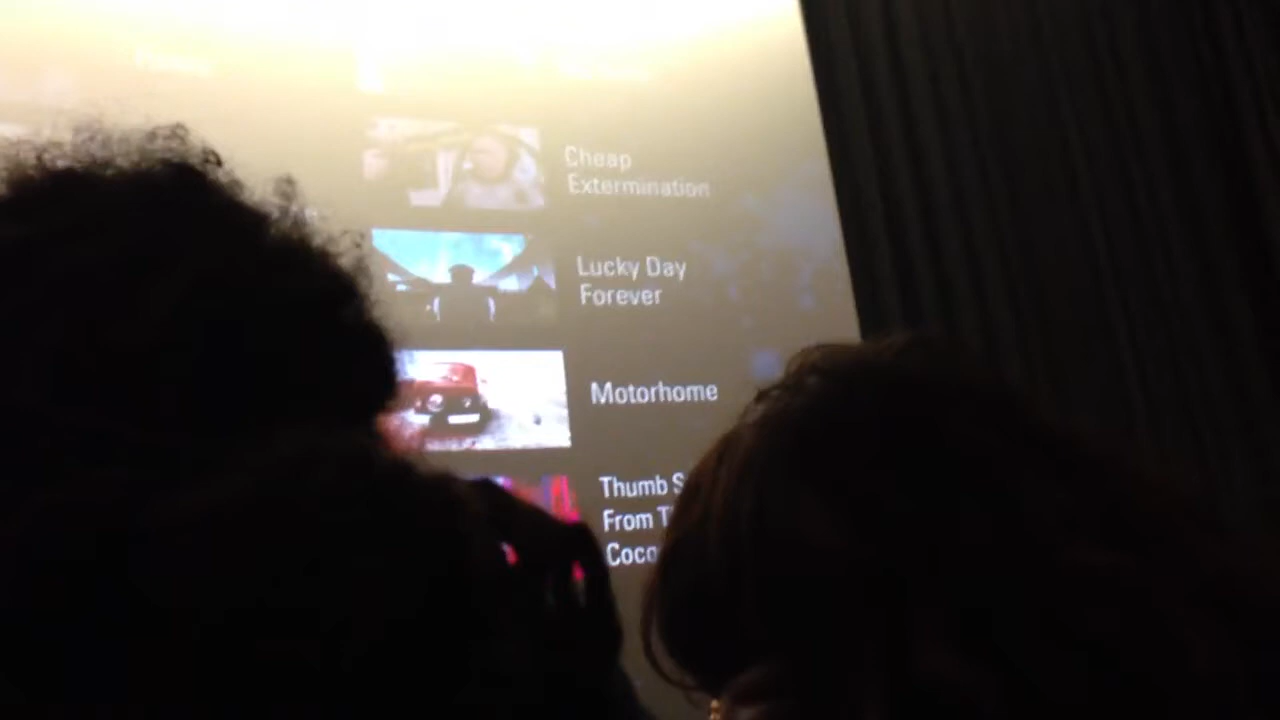 Cheap
Extermination
Lucky Day
Forever
Motorhome
Thumb
From